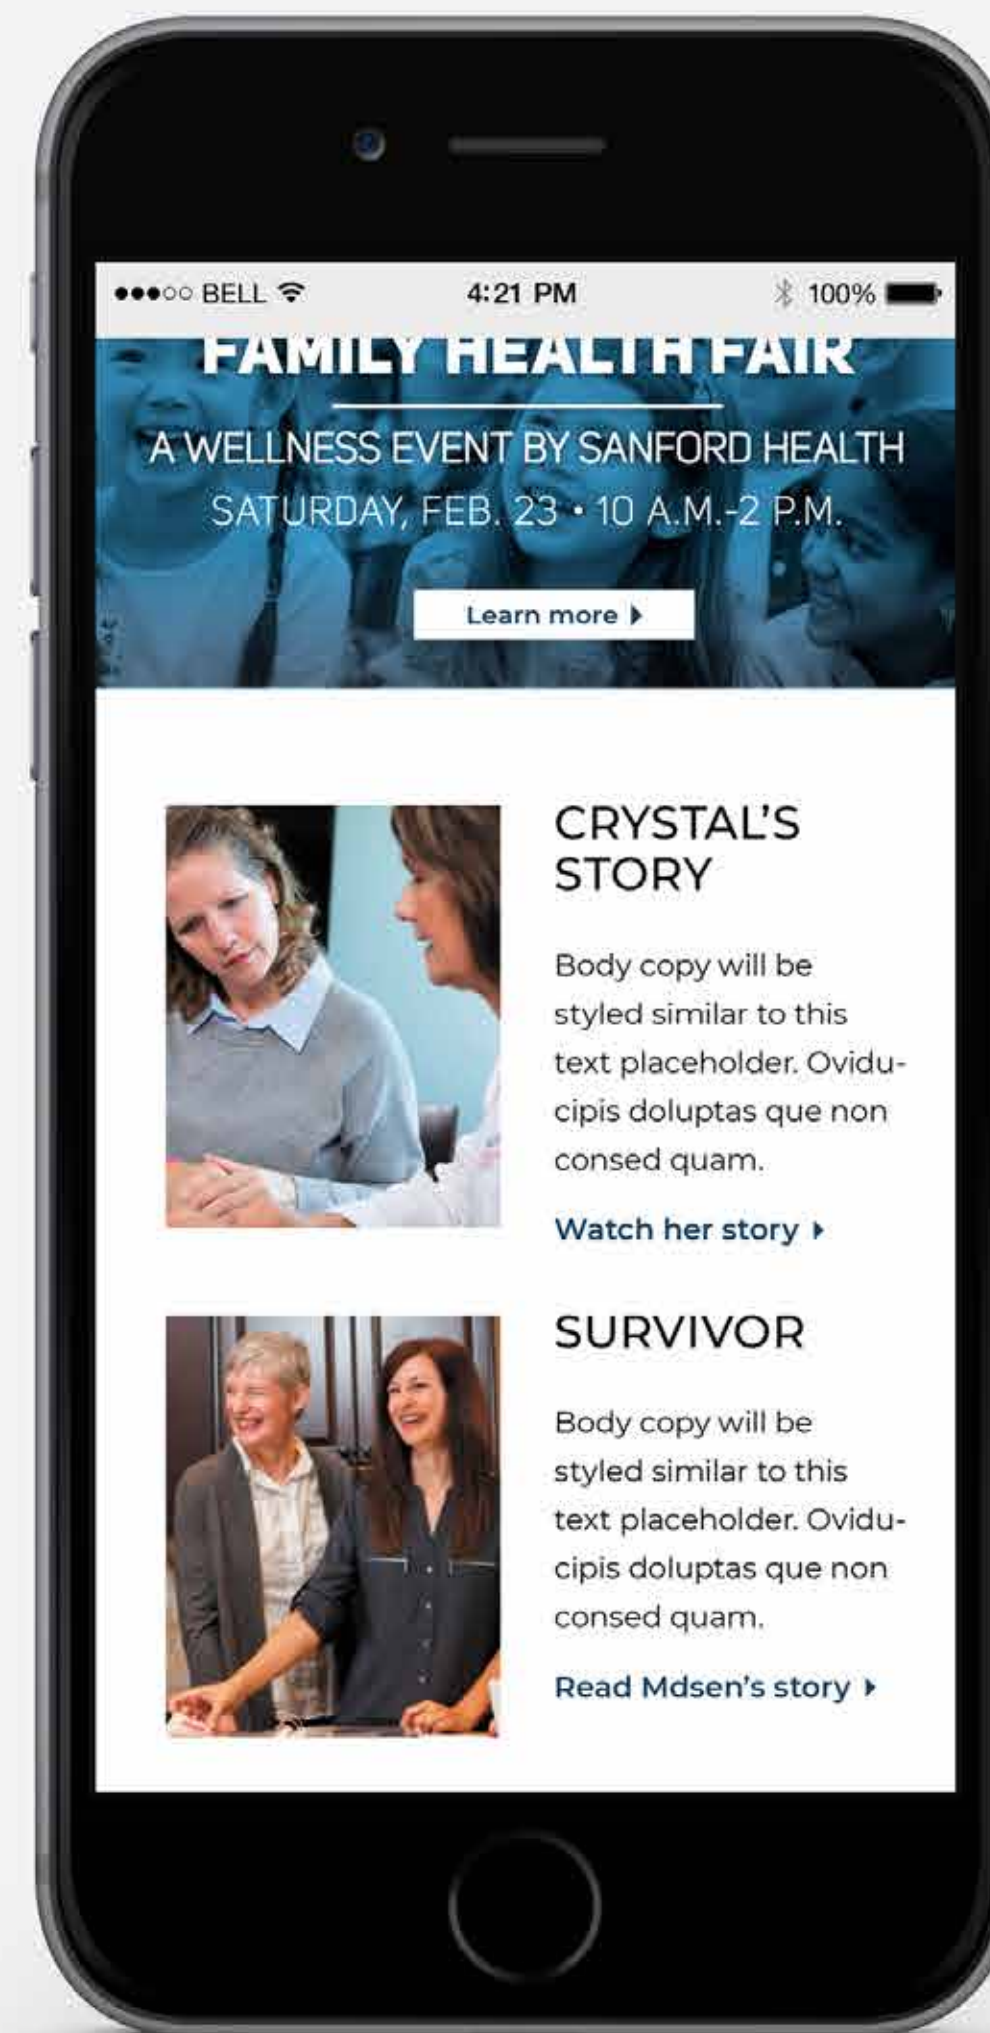 BELL 4:21 PM 100%
FAMILY HEALTH FAIR
A WELLNESS EVENT BY SANFORD HEALTH
SATURDAY, FEB. 23 • 10 A.M.-2 P.M.
Learn more
CRYSTAL'S
STORY
Body copy will be
styled similar to this
text placeholder. Ovidu-
cipis doluptas que non
consed quam.
Watch her story
SURVIVOR
Body copy will be
styled similar to this
text placeholder. Ovidu-
cipis doluptas que non
consed quam.
Read Mdsen's story